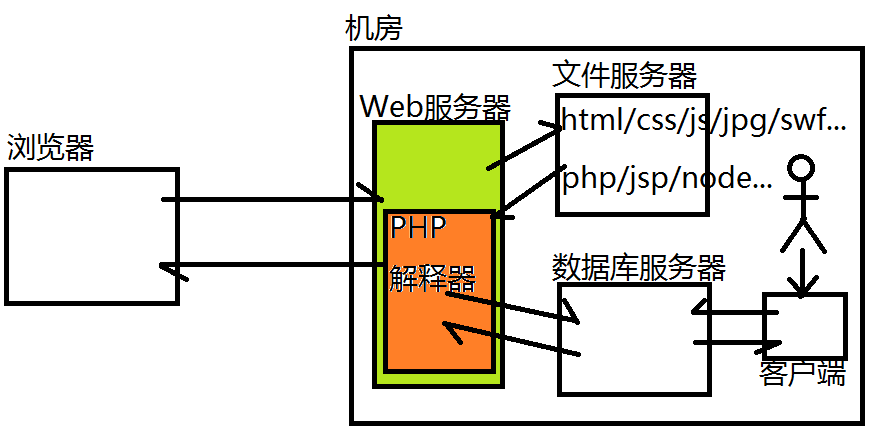 机房
文件服务器
Web服务器
html/css/js/jpg/swf...
浏览器
php/jsp/node...
PHP
解释器
数据库服务器
客户端